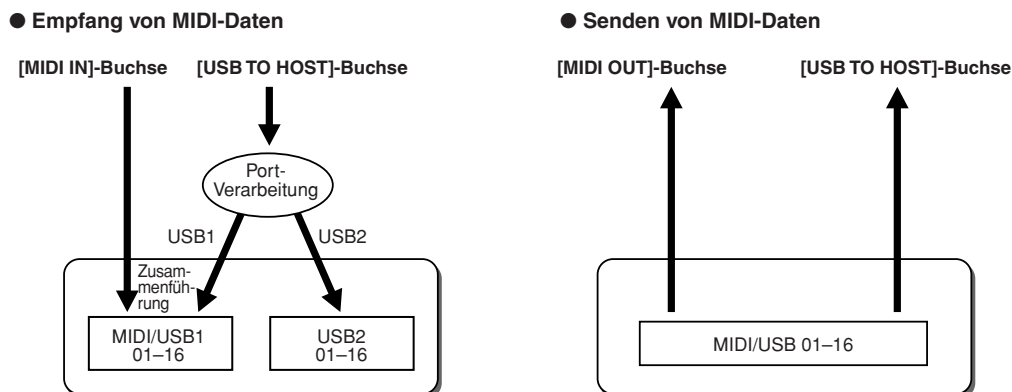 ● Empfang von MIDI-Daten
[MIDI IN]-Buchse [USB TO HOST]-Buchse
Port-
Verarbeitung
USB1 USB2
Zusam-
menfüh-
rung
MIDI/USB1
01–16
USB2
01–16
● Senden von MIDI-Daten
[MIDI OUT]-Buchse [USB TO HOST]-Buchse
MIDI/USB 01–16